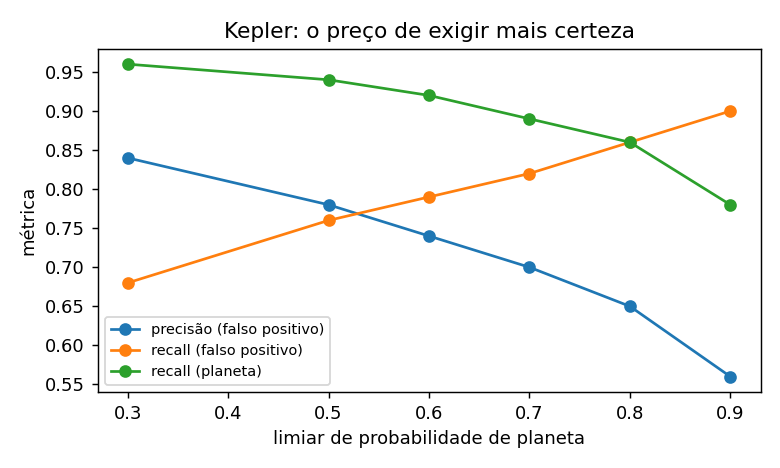 Kepler: o preço de exigir mais certeza
métrica
0.95
0.90
0.85
0.80
0.75
0.70
0.65
0.60
0.55
precisão (falso positivo)
recall (falso positivo)
recall (planeta)
0.3 0.4 0.5 0.6 0.7 0.8 0.9
limiar de probabilidade de planeta